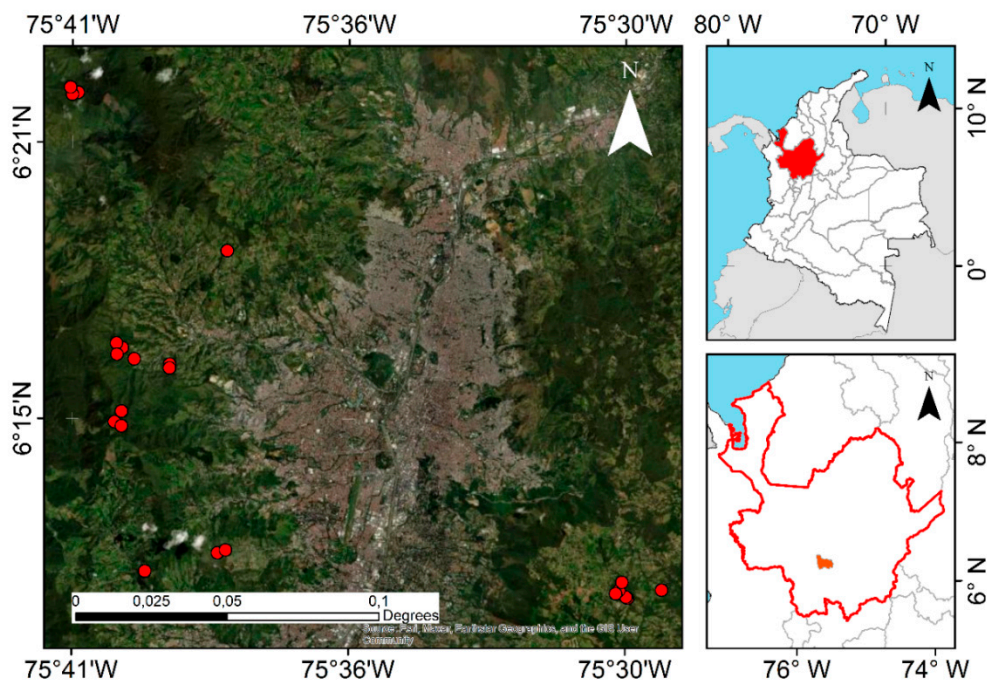 75°41'W 75°36'W 75°30'W
80°W 70°W
N
N
10°N
6°21'N
0°
6°15'N
N
8°N
6°N
0 0,025 0,05 0,1
Degrees
Source: Esri, Maxar, Earthstar Geographics, and the GIS User
Community
75°41'W 75°36'W 75°30'W
76°W 74°W